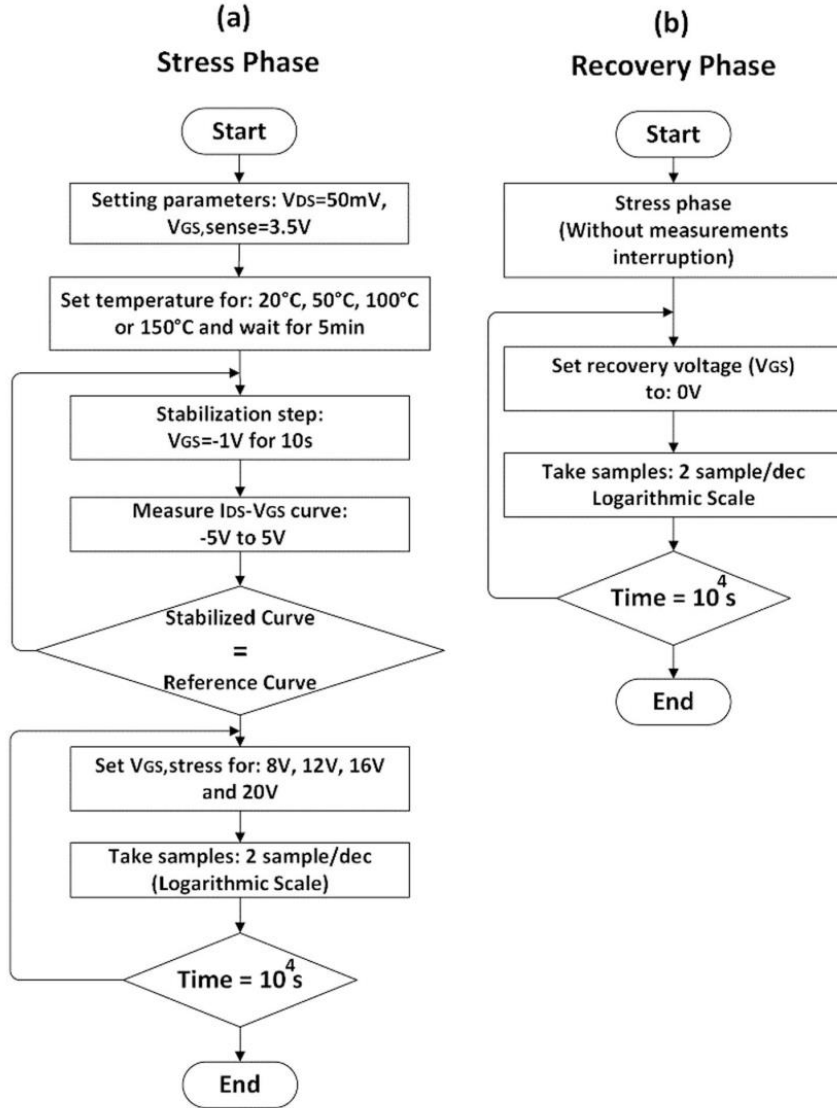 (a)
Stress Phase
Start
Setting parameters: VDS=50mV,
VGS,sense=3.5V
Set temperature for: 20°C, 50°C, 100°C
or 150°C and wait for 5min
Stabilization step:
VGS=-1V for 10s
Measure IDS-VGS curve:
-5V to 5V
Stabilized Curve
=
Reference Curve
Set VGS,stress for: 8V, 12V, 16V
and 20V
Take samples: 2 sample/dec
(Logarithmic Scale)
Time = 10⁴s
End
(b)
Recovery Phase
Start
Stress phase
(Without measurements
interruption)
Set recovery voltage (VGS)
to: 0V
Take samples: 2 sample/dec
Logarithmic Scale
Time = 10⁴s
End